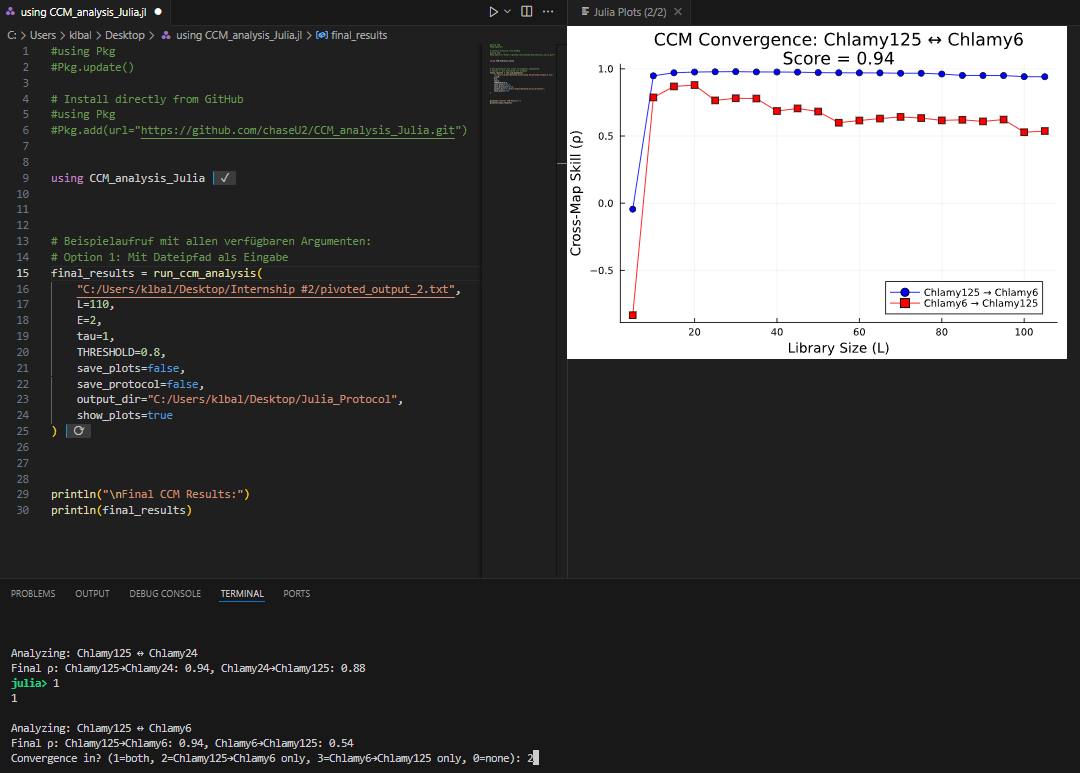 using CCM_analysis_Julia.jl ●
Julia Plots (2/2) ×
C: > Users > klbal > Desktop > using CCM_analysis_Julia.jl > final_results
1 #using Pkg
2 #Pkg.update()
3
4 # Install directly from GitHub
5 #using Pkg
6 #Pkg.add(url="https://github.com/chaseU2/CCM_analysis_Julia.git")
7
8
9 using CCM_analysis_Julia ✓
10
11
12
13 # Beispielaufruf mit allen verfügbaren Argumenten:
14 # Option 1: Mit Dateipfad als Eingabe
15 final_results = run_ccm_analysis(
16 "C:/Users/klbal/Desktop/Internship #2/pivoted_output_2.txt",
17 L=110,
18 E=2,
19 tau=1,
20 THRESHOLD=0.8,
21 save_plots=false,
22 save_protocol=false,
23 output_dir="C:/Users/klbal/Desktop/Julia_Protocol",
24 show_plots=true
25 )
26
27
28
29 println("\nFinal CCM Results:")
30 println(final_results)
CCM Convergence: Chlamy125 ↔ Chlamy6
Score = 0.94
Cross-Map Skill (ρ)
1.0
0.5
0.0
−0.5
Chlamy125 → Chlamy6
Chlamy6 → Chlamy125
20 40 60 80 100
Library Size (L)
PROBLEMS OUTPUT DEBUG CONSOLE TERMINAL PORTS
Analyzing: Chlamy125 ↔ Chlamy24
Final ρ: Chlamy125→Chlamy24: 0.94, Chlamy24→Chlamy125: 0.88
julia> 1
1
Analyzing: Chlamy125 ↔ Chlamy6
Final ρ: Chlamy125→Chlamy6: 0.94, Chlamy6→Chlamy125: 0.54
Convergence in? (1=both, 2=Chlamy125→Chlamy6 only, 3=Chlamy6→Chlamy125 only, 0=none): 2